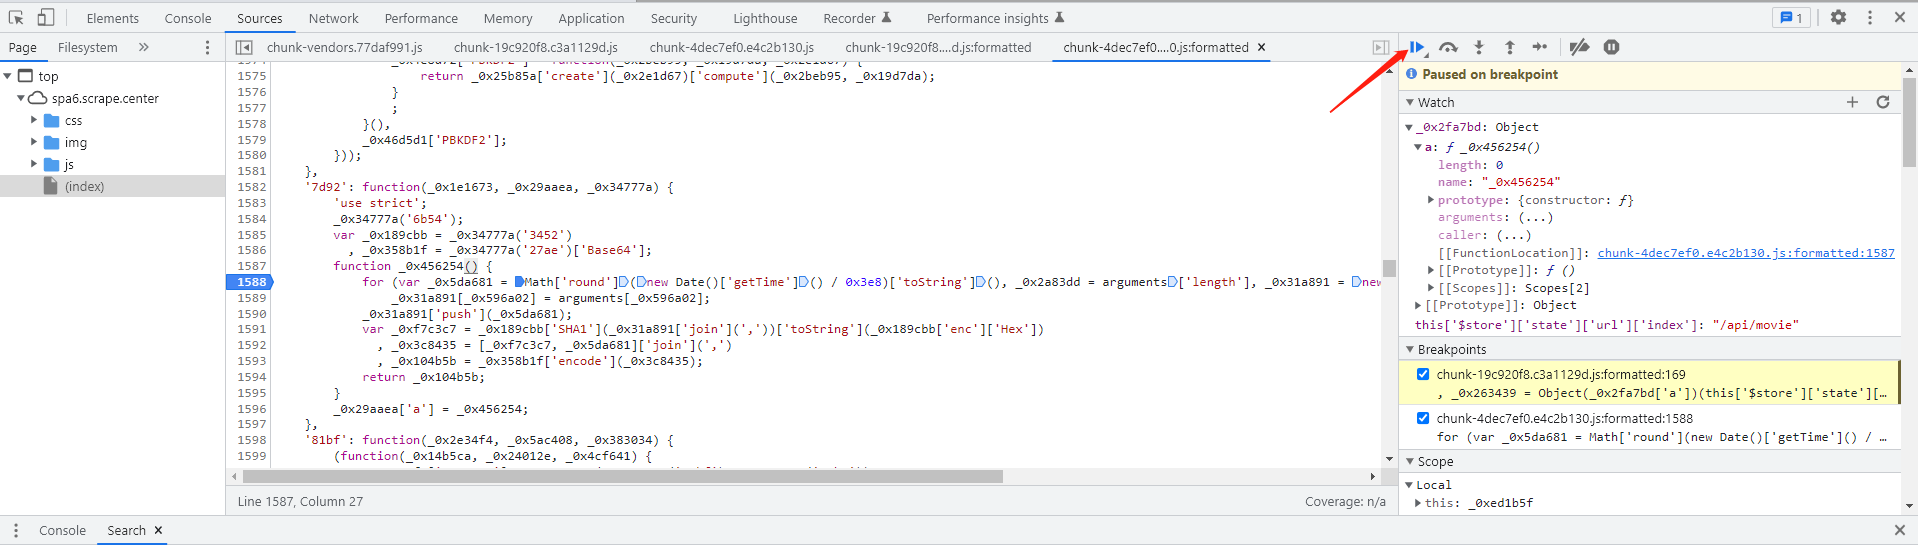 Elements Console Sources Network Performance Memory Application Security Lighthouse Recorder Performance insights 1
Page Filesystem » chunk-vendors.77daf991.js chunk-19c920f8.c3a1129d.js chunk-4dec7ef0.e4c2b130.js chunk-19c920f8....d.js:formatted chunk-4dec7ef0....0.js:formatted ×
top
spa6.scrape.center
css
img
js
(index)
1575 return _0x25b85a['create'](_0x2e1d67)['compute'](_0x2beb95, _0x19d7da);
1576 }
1577 ;
1578 }(),
1579 _0x46d5d1['PBKDF2'];
1580 }));
1581 },
1582 '7d92': function(_0x1e1673, _0x29aaea, _0x34777a) {
1583 'use strict';
1584 _0x34777a('6b54');
1585 var _0x189cbb = _0x34777a('3452')
1586 , _0x358b1f = _0x34777a('27ae')['Base64'];
1587 function _0x456254() {
1588 for (var _0x5da681 = Math['round'](new Date()['getTime']() / 0x3e8)['toString'](), _0x2a83dd = arguments['length'], _0x31a891 = new
1589 _0x31a891[_0x596a02] = arguments[_0x596a02];
1590 _0x31a891['push'](_0x5da681);
1591 var _0xf7c3c7 = _0x189cbb['SHA1'](_0x31a891['join'](','))['toString'](_0x189cbb['enc']['Hex'])
1592 , _0x3c8435 = [_0xf7c3c7, _0x5da681]['join'](',')
1593 , _0x104b5b = _0x358b1f['encode'](_0x3c8435);
1594 return _0x104b5b;
1595 }
1596 _0x29aaea['a'] = _0x456254;
1597 },
1598 '81bf': function(_0x2e34f4, _0x5ac408, _0x383034) {
1599 (function(_0x14b5ca, _0x24012e, _0x4cf641) {
Line 1587, Column 27 Coverage: n/a
Paused on breakpoint
Watch
_0x2fa7bd: Object
a: ƒ _0x456254()
length: 0
name: "_0x456254"
prototype: {constructor: ƒ}
arguments: (...)
caller: (...)
[[FunctionLocation]]: chunk-4dec7ef0.e4c2b130.js:formatted:1587
[[Prototype]]: ƒ ()
[[Scopes]]: Scopes[2]
[[Prototype]]: Object
this['$store']['state']['url']['index']: "/api/movie"
Breakpoints
chunk-19c920f8.c3a1129d.js:formatted:169
, _0x263439 = Object(_0x2fa7bd['a'])(this['$store']['state'][…
chunk-4dec7ef0.e4c2b130.js:formatted:1588
for (var _0x5da681 = Math['round'](new Date()['getTime']() / …
Scope
Local
this: _0xed1b5f
Console Search ×